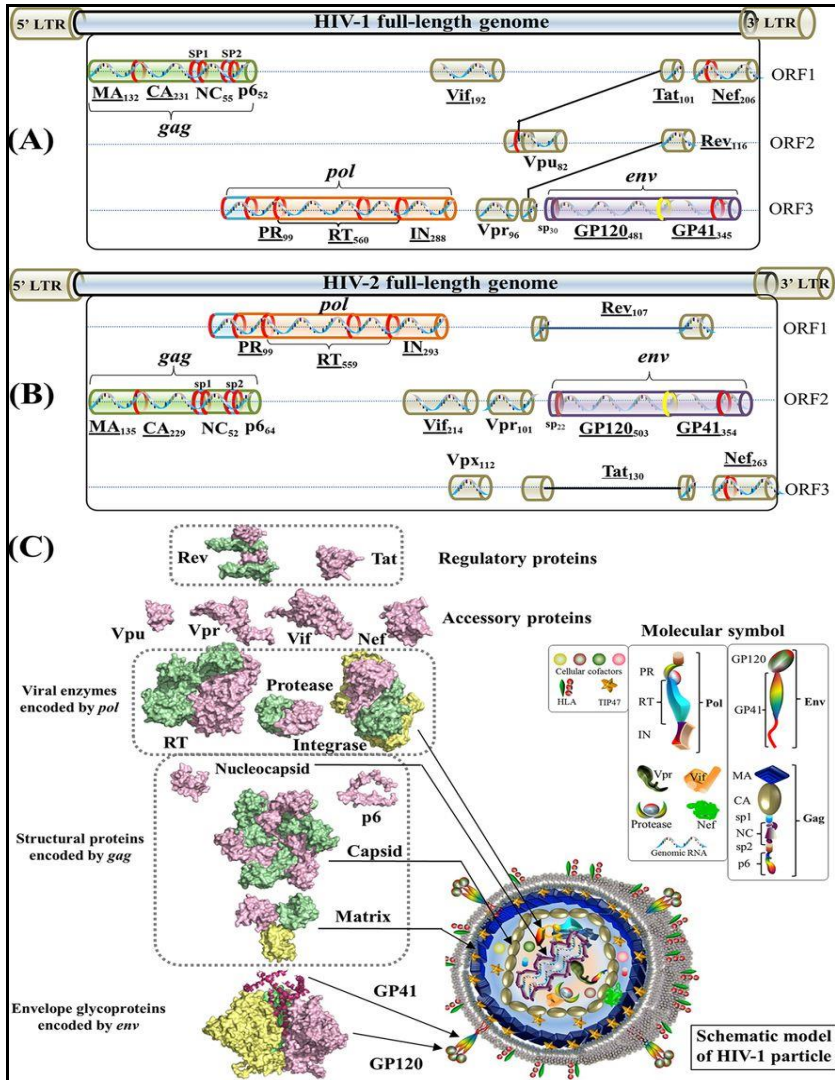 5' LTR HIV-1 full-length genome 3' LTR
SP1 SP2
MA132 CA231 NC55 p652 Vif192 Tat101 Nef206 ORF1
gag
(A)
Vpu82 Rev116 ORF2
pol env
PR99 RT560 IN288 Vpr96 sp30 GP120481 GP41345 ORF3
5' LTR HIV-2 full-length genome 3' LTR
pol Rev107 ORF1
PR99 RT559 IN293
gag env
(B)
sp1 sp2 ORF2
MA135 CA229 NC52 p664 Vif214 Vpr101 sp22 GP120503 GP41354
Vpx112 Tat130 Nef263 ORF3
(C)
Rev Tat Regulatory proteins
Vpu Vpr Vif Nef Accessory proteins
Viral enzymes
encoded by pol
Protease
RT Integrase
Nucleocapsid
p6
Structural proteins
encoded by gag
Capsid
Matrix
Envelope glycoproteins
encoded by env
GP41
GP120
Molecular symbol
Cellular cofactors
HLA TIP47
PR
RT Pol
IN
GP120
GP41 Env
Vpr Vif
Protease Nef
Genomic RNA
MA
CA
sp1 Gag
NC
sp2
p6
Schematic model
of HIV-1 particle